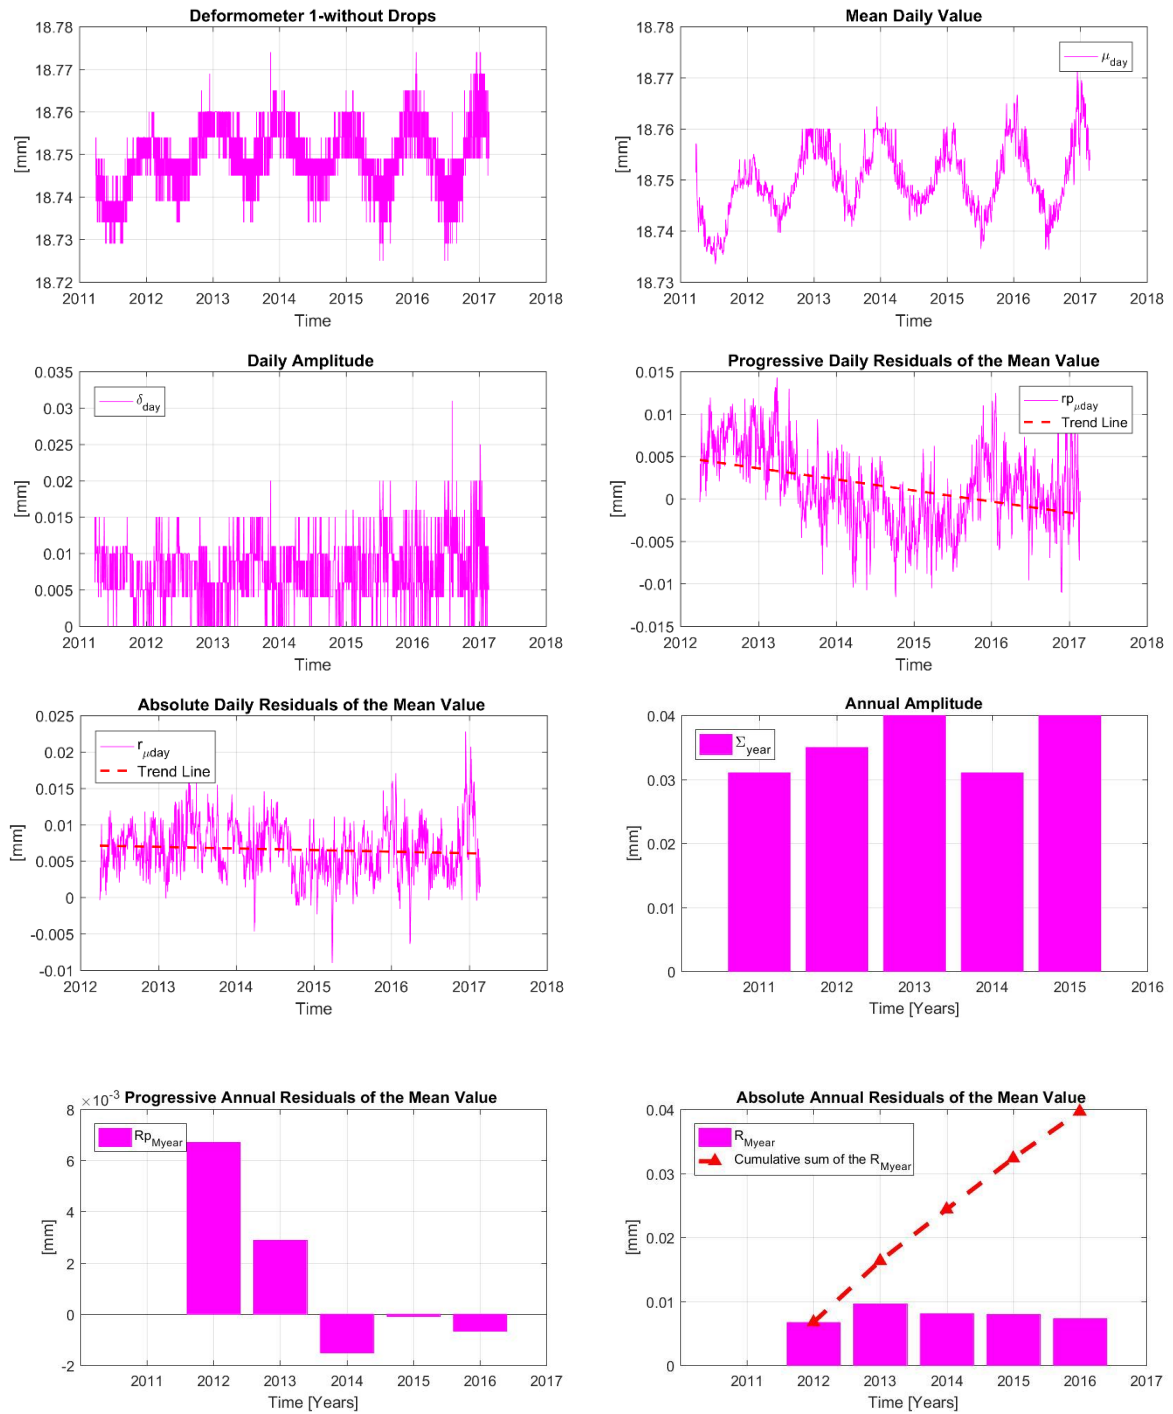 Deformometer 1-without Drops
18.78
18.77
18.76
18.75
18.74
18.73
18.72
[mm]
2011 2012 2013 2014 2015 2016 2017 2018
Time
Mean Daily Value
18.78
18.77
18.76
18.75
18.74
18.73
[mm]
μday
2011 2012 2013 2014 2015 2016 2017 2018
Time
Daily Amplitude
0.035
0.03
0.025
0.02
0.015
0.01
0.005
0
[mm]
δday
2011 2012 2013 2014 2015 2016 2017 2018
Time
Progressive Daily Residuals of the Mean Value
0.015
0.01
0.005
0
-0.005
-0.01
-0.015
[mm]
rpμday
Trend Line
2012 2013 2014 2015 2016 2017 2018
Time
Absolute Daily Residuals of the Mean Value
0.025
0.02
0.015
0.01
0.005
0
-0.005
-0.01
[mm]
rμday
Trend Line
2012 2013 2014 2015 2016 2017 2018
Time
Annual Amplitude
0.04
0.03
0.02
0.01
0
[mm]
Σyear
2011 2012 2013 2014 2015 2016
Time [Years]
×10-3 Progressive Annual Residuals of the Mean Value
8
6
4
2
0
-2
[mm]
RpMyear
2011 2012 2013 2014 2015 2016 2017
Time [Years]
Absolute Annual Residuals of the Mean Value
0.04
0.03
0.02
0.01
0
[mm]
RMyear
Cumulative sum of the RMyear
2011 2012 2013 2014 2015 2016 2017
Time [Years]